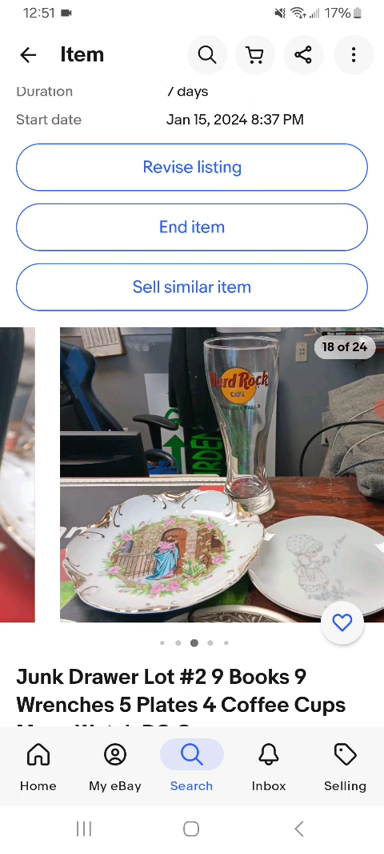 12:51
17%
Item
Duration
7 days
Start date
Jan 15, 2024 8:37 PM
Revise listing
End item
Sell similar item
18 of 24
Hard Rock
CAFE
Junk Drawer Lot #2 9 Books 9
Wrenches 5 Plates 4 Coffee Cups
Home
My eBay
Search
Inbox
Selling